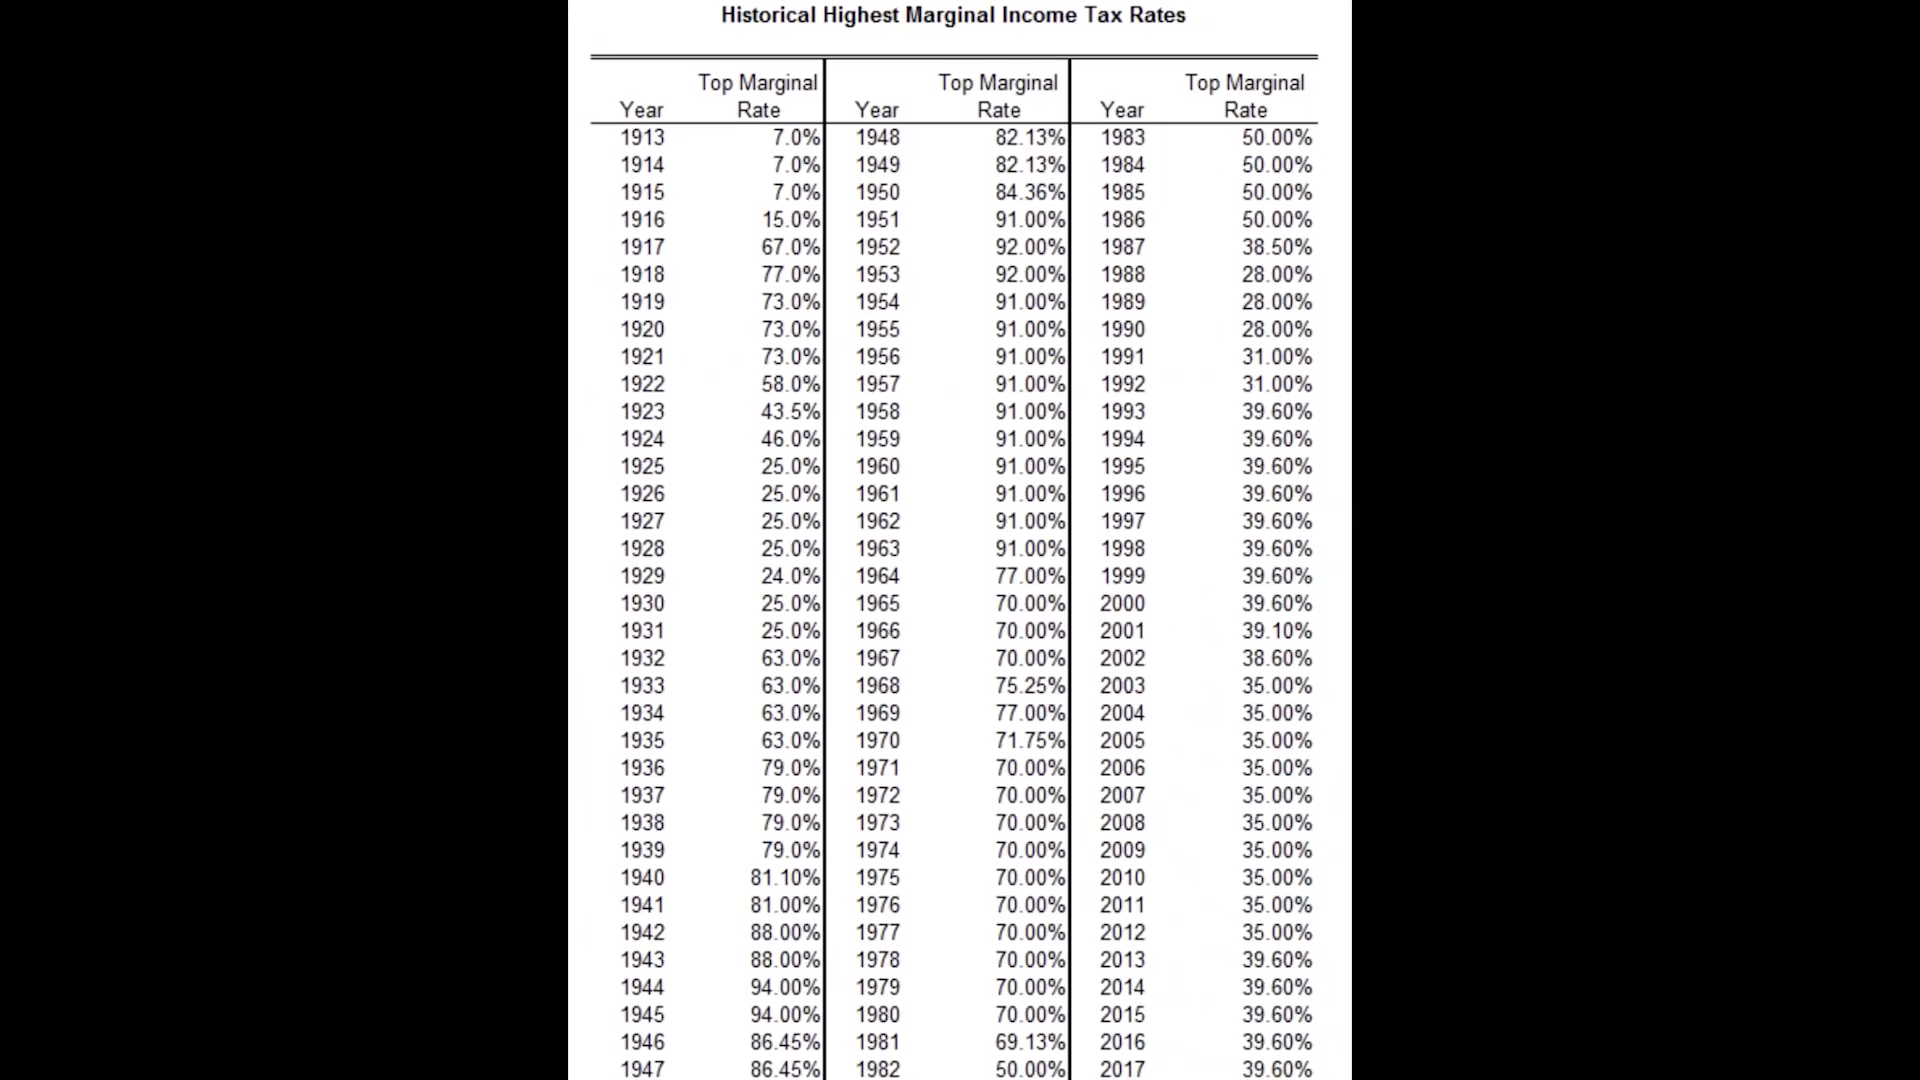 Historical Highest Marginal Income Tax Rates
Top Marginal Top Marginal Top Marginal
Year Rate Year Rate Year Rate
1913 7.0% 1948 82.13% 1983 50.00%
1914 7.0% 1949 82.13% 1984 50.00%
1915 7.0% 1950 84.36% 1985 50.00%
1916 15.0% 1951 91.00% 1986 50.00%
1917 67.0% 1952 92.00% 1987 38.50%
1918 77.0% 1953 92.00% 1988 28.00%
1919 73.0% 1954 91.00% 1989 28.00%
1920 73.0% 1955 91.00% 1990 28.00%
1921 73.0% 1956 91.00% 1991 31.00%
1922 58.0% 1957 91.00% 1992 31.00%
1923 43.5% 1958 91.00% 1993 39.60%
1924 46.0% 1959 91.00% 1994 39.60%
1925 25.0% 1960 91.00% 1995 39.60%
1926 25.0% 1961 91.00% 1996 39.60%
1927 25.0% 1962 91.00% 1997 39.60%
1928 25.0% 1963 91.00% 1998 39.60%
1929 24.0% 1964 77.00% 1999 39.60%
1930 25.0% 1965 70.00% 2000 39.60%
1931 25.0% 1966 70.00% 2001 39.10%
1932 63.0% 1967 70.00% 2002 38.60%
1933 63.0% 1968 75.25% 2003 35.00%
1934 63.0% 1969 77.00% 2004 35.00%
1935 63.0% 1970 71.75% 2005 35.00%
1936 79.0% 1971 70.00% 2006 35.00%
1937 79.0% 1972 70.00% 2007 35.00%
1938 79.0% 1973 70.00% 2008 35.00%
1939 79.0% 1974 70.00% 2009 35.00%
1940 81.10% 1975 70.00% 2010 35.00%
1941 81.00% 1976 70.00% 2011 35.00%
1942 88.00% 1977 70.00% 2012 35.00%
1943 88.00% 1978 70.00% 2013 39.60%
1944 94.00% 1979 70.00% 2014 39.60%
1945 94.00% 1980 70.00% 2015 39.60%
1946 86.45% 1981 69.13% 2016 39.60%
1947 86.45% 1982 50.00% 2017 39.60%